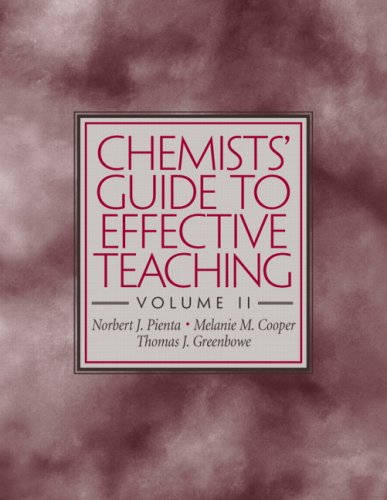 CHEMISTS'
GUIDE TO
EFFECTIVE
TEACHING
VOLUME II
Norbert J. Pienta • Melanie M. Cooper
Thomas J. Greenbowe